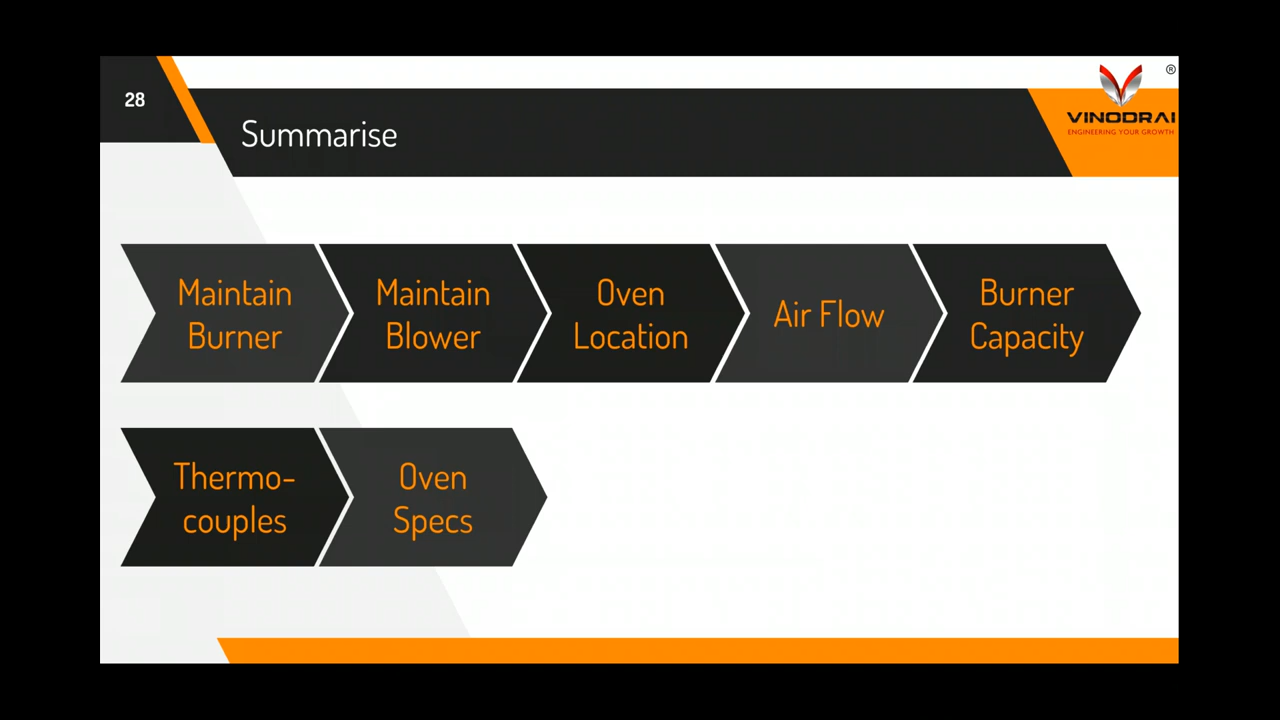 28
Summarise
®
VINODRAI
ENGINEERING YOUR GROWTH
Maintain
Burner
Maintain
Blower
Oven
Location
Air Flow
Burner
Capacity
Thermo-
couples
Oven
Specs